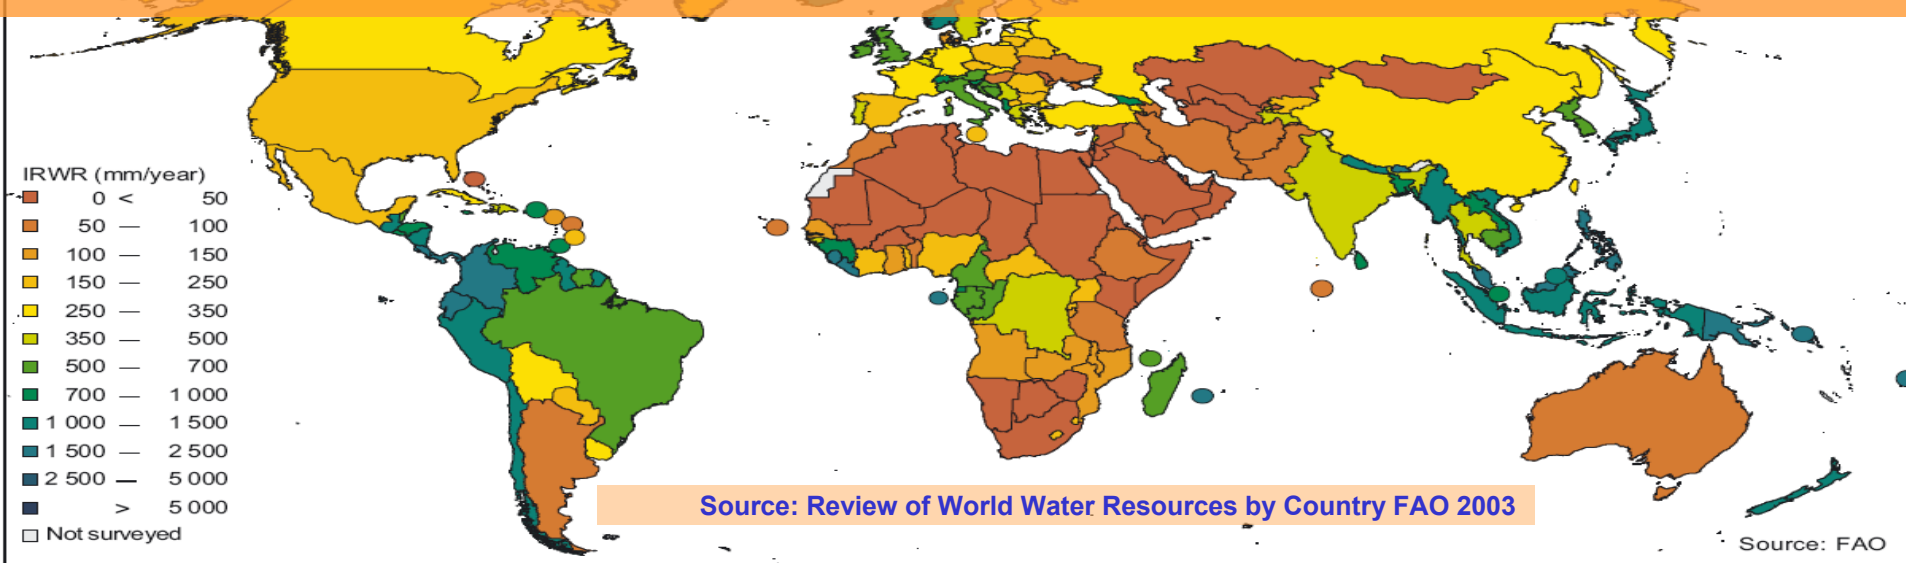 IRWR (mm/year)
0 < 50
50 — 100
100 — 150
150 — 250
250 — 350
350 — 500
500 — 700
700 — 1 000
1 000 — 1 500
1 500 — 2 500
2 500 — 5 000
> 5 000
Not surveyed
Source: Review of World Water Resources by Country FAO 2003
Source: FAO